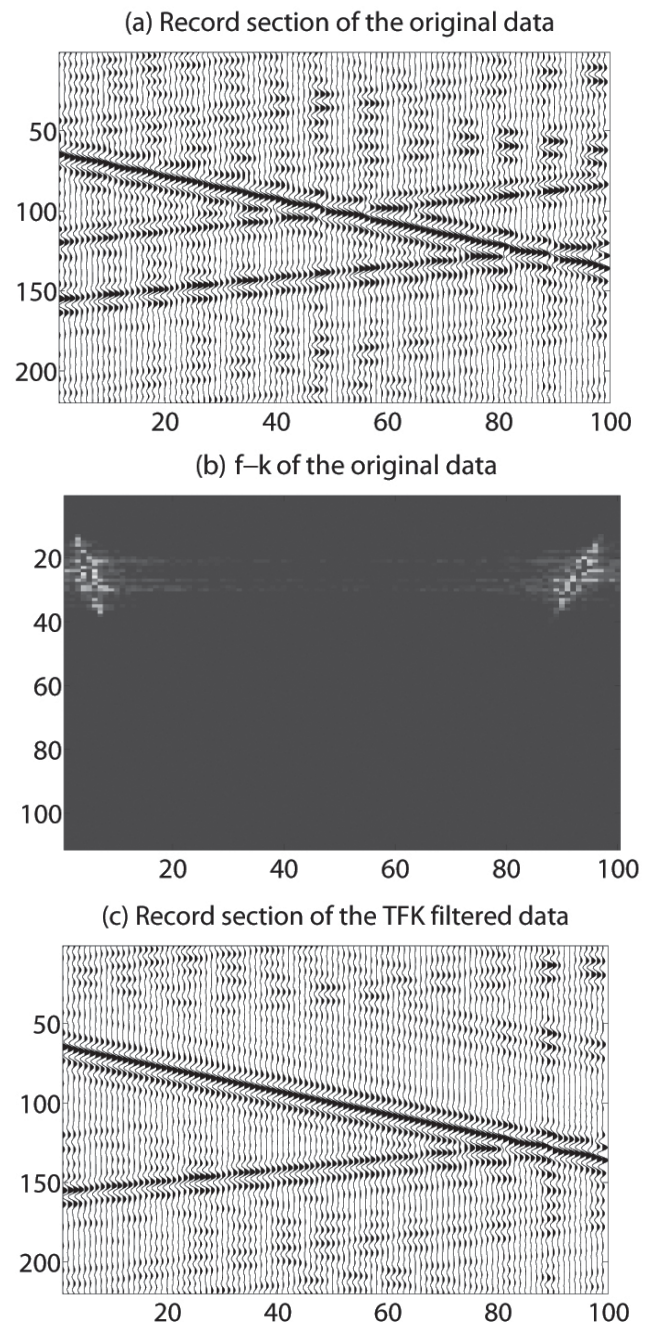 (a) Record section of the original data
50
100
150
200
20 40 60 80 100
(b) f–k of the original data
20
40
60
80
100
20 40 60 80 100
(c) Record section of the TFK filtered data
50
100
150
200
20 40 60 80 100